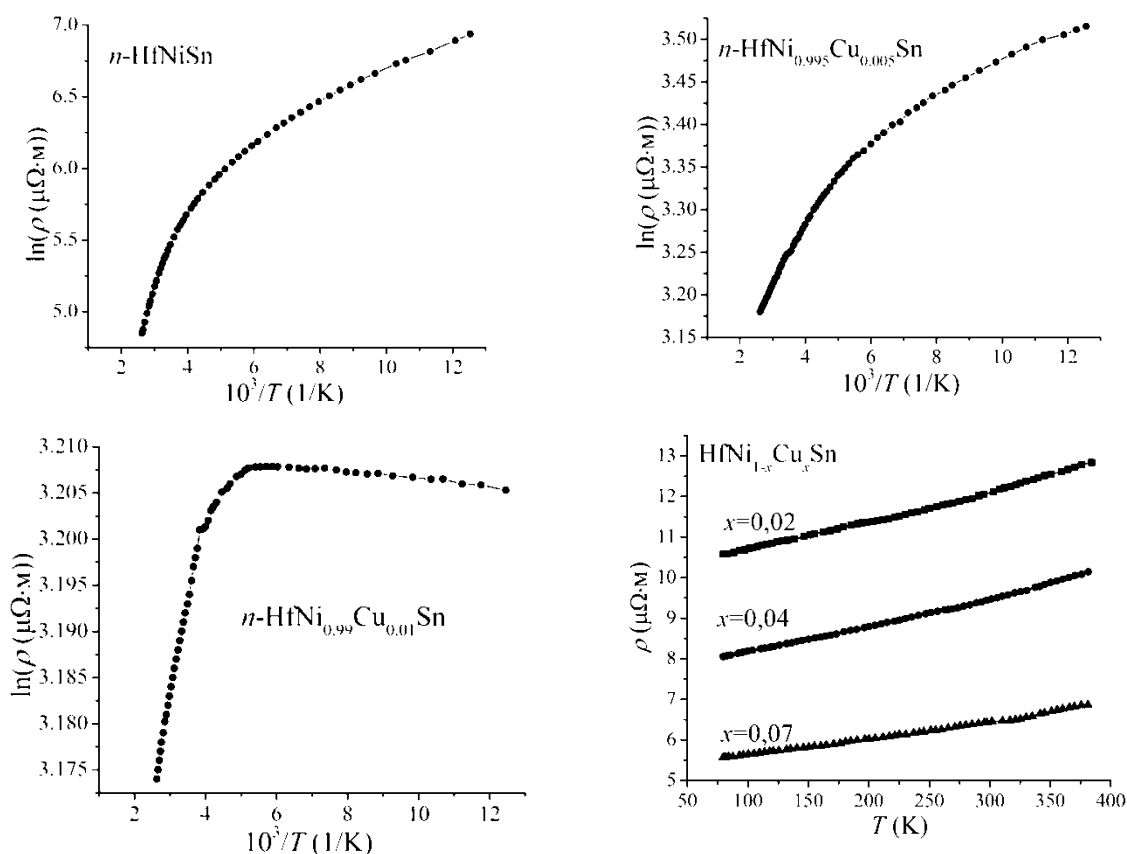 n-HfNiSn
ln(ρ (μΩ·м))
7.0
6.5
6.0
5.5
5.0
2 4 6 8 10 12
10³/T (1/K)
n-HfNi₀.₉₉₅Cu₀.₀₀₅Sn
ln(ρ (μΩ·м))
3.50
3.45
3.40
3.35
3.30
3.25
3.20
3.15
2 4 6 8 10 12
10³/T (1/K)
n-HfNi₀.₉₉Cu₀.₀₁Sn
ln(ρ (μΩ·м))
3.210
3.205
3.200
3.195
3.190
3.185
3.180
3.175
2 4 6 8 10 12
10³/T (1/K)
HfNi₁₋ₓCuₓSn
ρ (μΩ·м)
13
12
11
10
9
8
7
6
5
x=0,02
x=0,04
x=0,07
50 100 150 200 250 300 350 400
T (K)